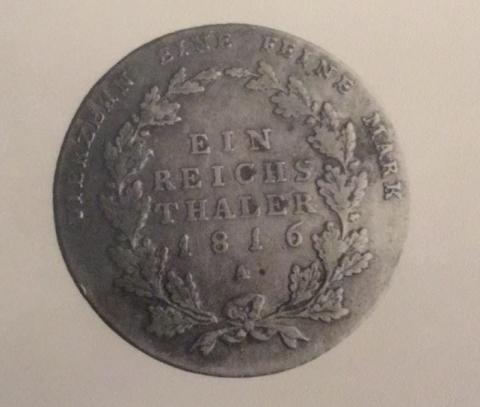 VIERZEHN EINE FEINE MARK
EIN
REICHS
THALER
1816
A